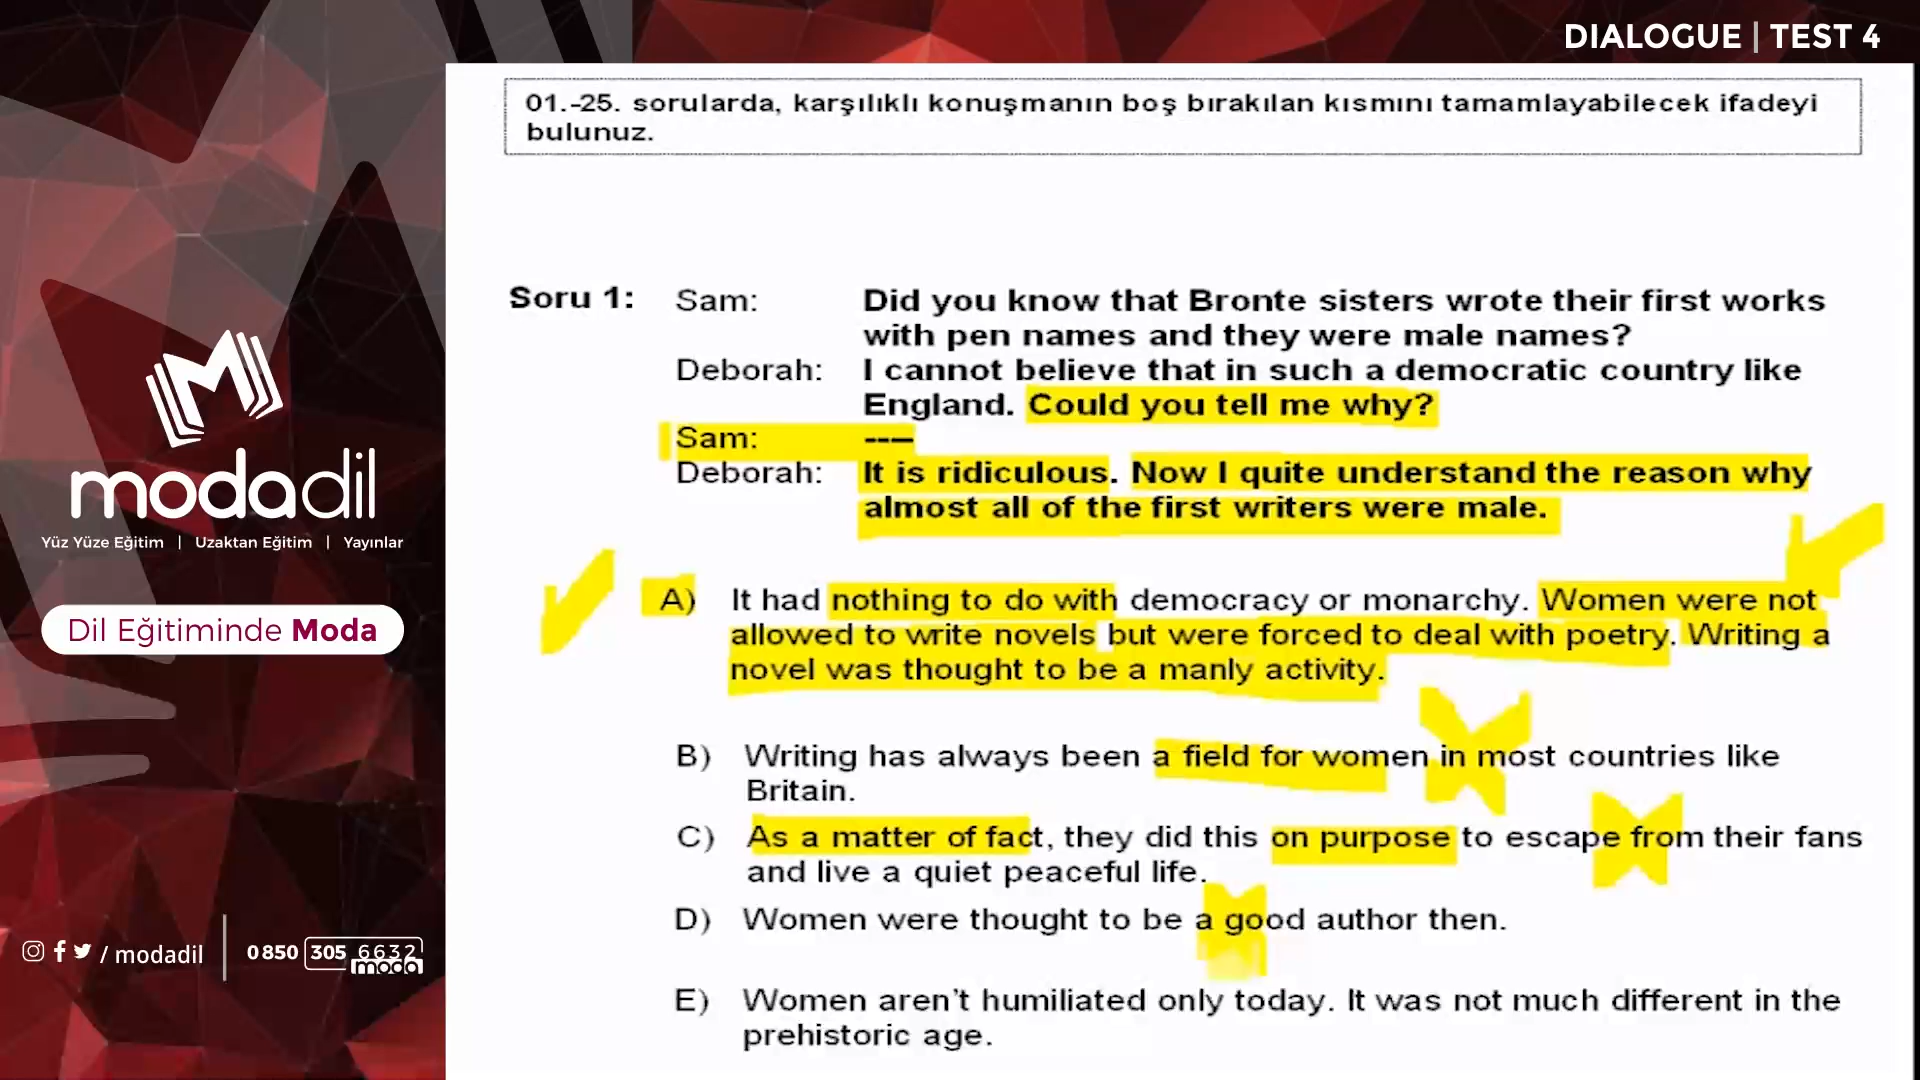 DIALOGUE | TEST 4
01.-25. sorularda, karşılıklı konuşmanın boş bırakılan kısmını tamamlayabilecek ifadeyi
bulunuz.
Soru 1: Sam: Did you know that Bronte sisters wrote their first works
with pen names and they were male names?
Deborah: I cannot believe that in such a democratic country like
England. Could you tell me why?
Sam: ----
Deborah: It is ridiculous. Now I quite understand the reason why
almost all of the first writers were male.
A) It had nothing to do with democracy or monarchy. Women were not
allowed to write novels but were forced to deal with poetry. Writing a
novel was thought to be a manly activity.
B) Writing has always been a field for women in most countries like
Britain.
C) As a matter of fact, they did this on purpose to escape from their fans
and live a quiet peaceful life.
D) Women were thought to be a good author then.
E) Women aren't humiliated only today. It was not much different in the
prehistoric age.
modadil
Yüz Yüze Eğitim | Uzaktan Eğitim | Yayınlar
Dil Eğitiminde Moda
/ modadil
0850 305 6632
moda